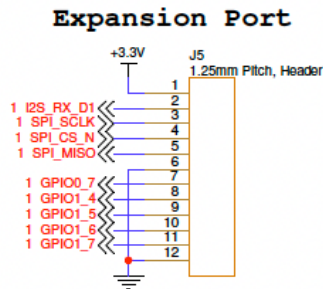 Expansion Port
+3.3V
J5
1.25mm Pitch, Header
1
1 I2S_RX_D1 2
1 SPI_SCLK 3
1 SPI_CS_N 4
1 SPI_MISO 5
6
1 GPIO0_7 7
1 GPIO1_4 8
1 GPIO1_5 9
1 GPIO1_6 10
1 GPIO1_7 11
12